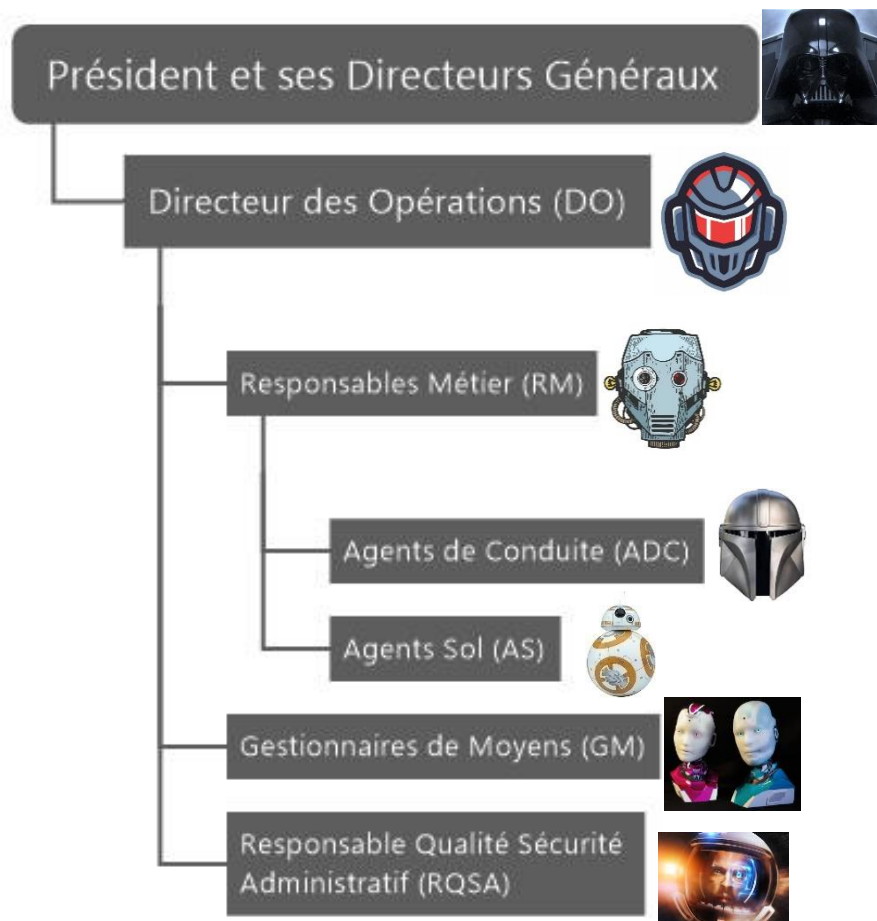 Président et ses Directeurs Généraux
Directeur des Opérations (DO)
Responsables Métier (RM)
Agents de Conduite (ADC)
Agents Sol (AS)
Gestionnaires de Moyens (GM)
Responsable Qualité Sécurité
Administratif (RQSA)